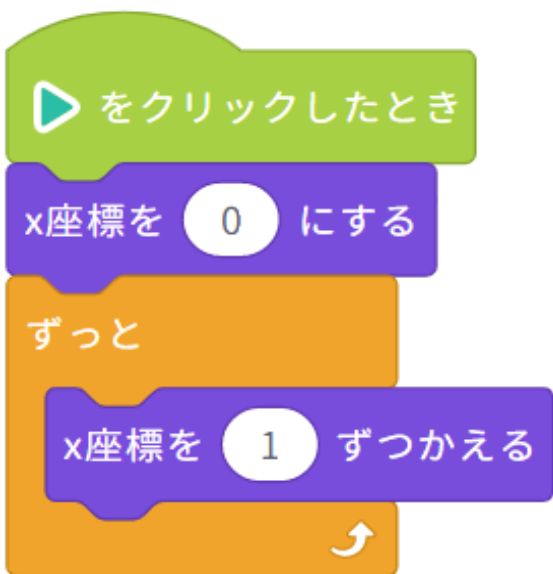 をクリックしたとき
x座標を 0 にする
ずっと
x座標を 1 ずつかえる